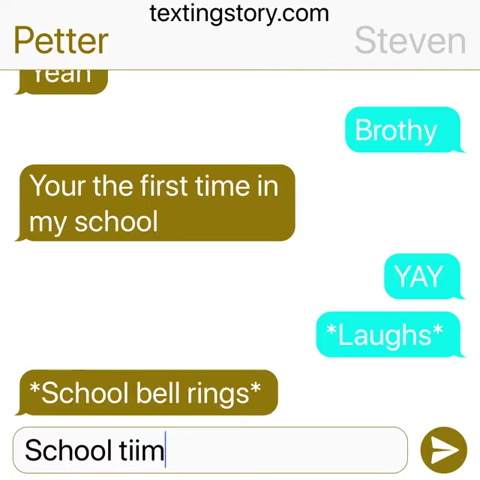 textingstory.com
Petter Steven
Yeah
Brothy
Your the first time in
my school
YAY
*Laughs*
*School bell rings*
School tiim